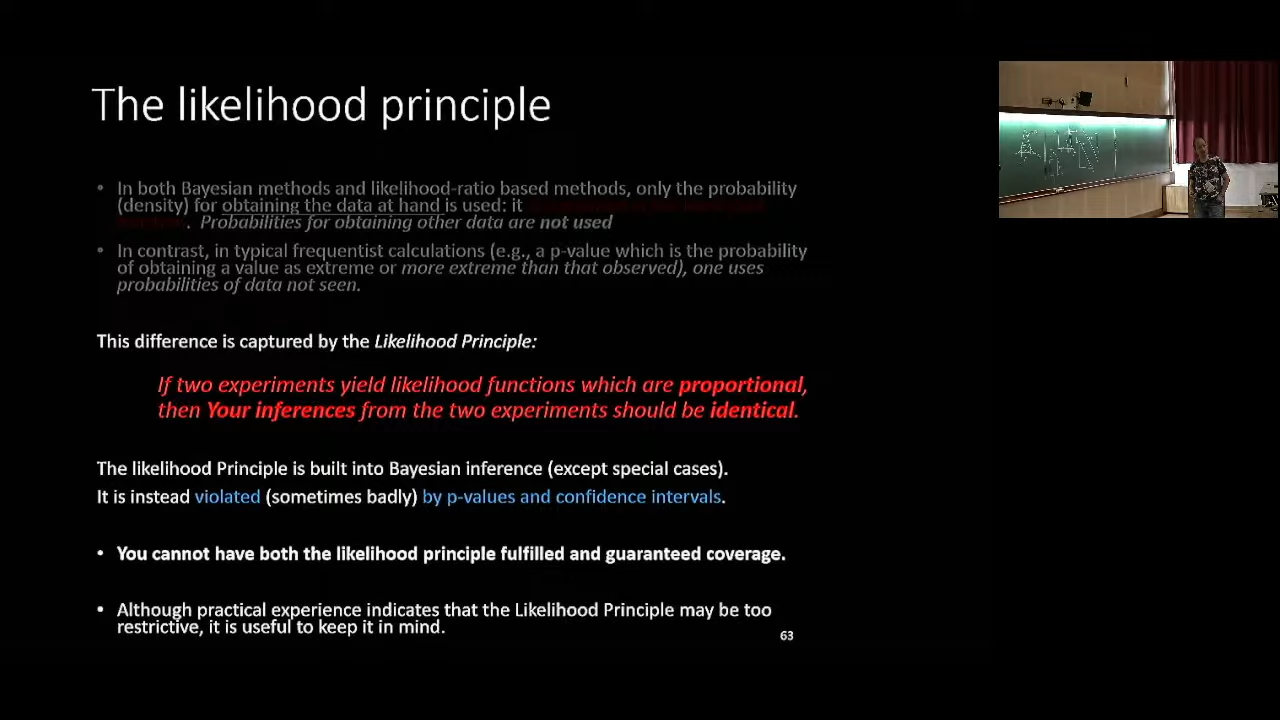 The likelihood principle
• In both Bayesian methods and likelihood-ratio based methods, only the probability
(density) for obtaining the data at hand is used: it
. Probabilities for obtaining other data are not used
• In contrast, in typical frequentist calculations (e.g., a p-value which is the probability
of obtaining a value as extreme or more extreme than that observed), one uses
probabilities of data not seen.
This difference is captured by the Likelihood Principle:
If two experiments yield likelihood functions which are proportional,
then Your inferences from the two experiments should be identical.
The likelihood Principle is built into Bayesian inference (except special cases).
It is instead violated (sometimes badly) by p-values and confidence intervals.
• You cannot have both the likelihood principle fulfilled and guaranteed coverage.
• Although practical experience indicates that the Likelihood Principle may be too
restrictive, it is useful to keep it in mind.
63